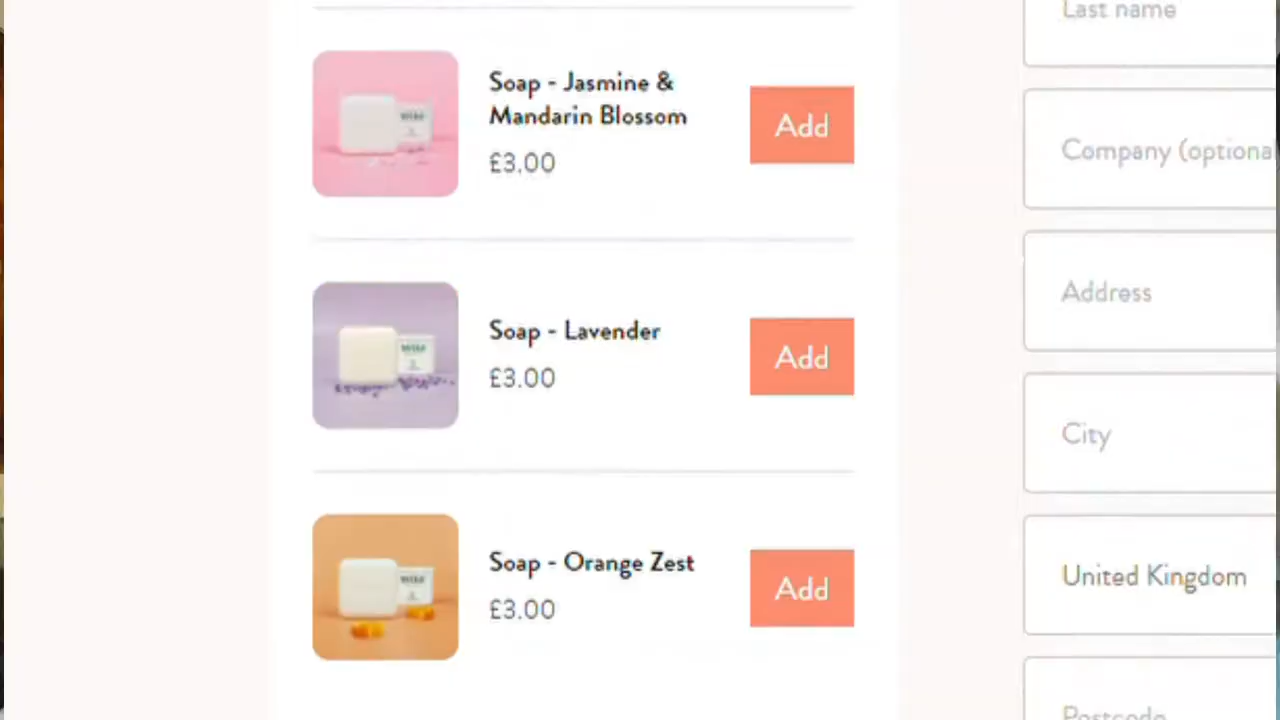 Soap - Jasmine &
Mandarin Blossom
£3.00
Add
Soap - Lavender
£3.00
Add
Soap - Orange Zest
£3.00
Add
Last name
Company (optiona
Address
City
United Kingdom
Postcode